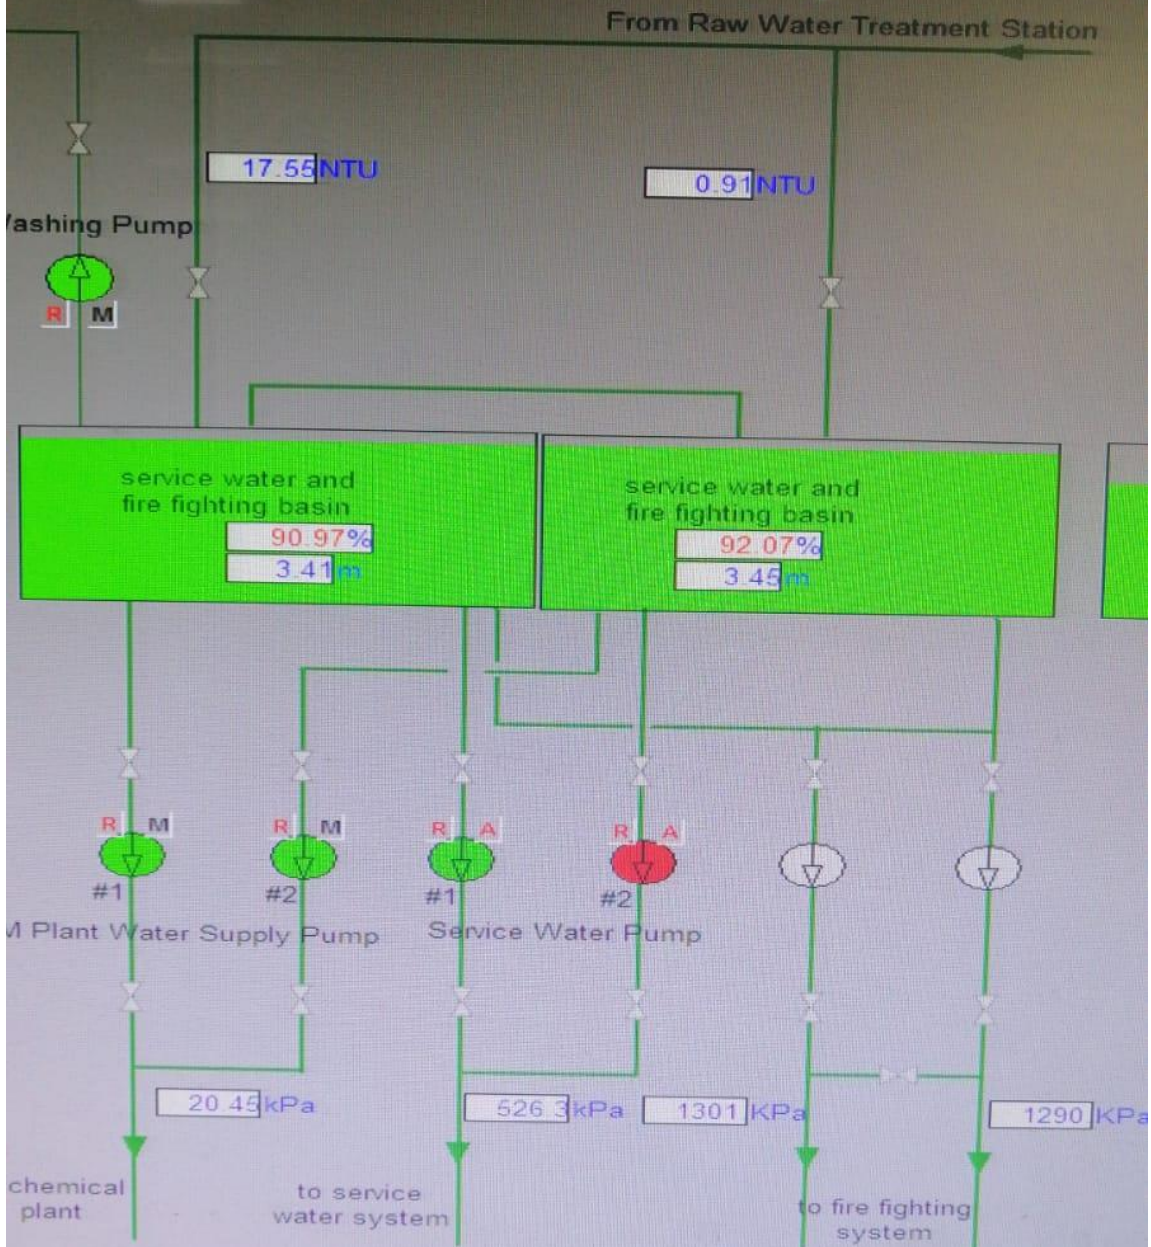 From Raw Water Treatment Station
17.55 NTU
0.91 NTU
ashing Pump
R M
service water and
fire fighting basin
90.97%
3.41 m
service water and
fire fighting basin
92.07%
3.45 m
R M
R M
R A
R A
#1
#2
#1
#2
M Plant Water Supply Pump
Service Water Pump
20.45 kPa
526.3 kPa
1301 KPa
1290 KPa
chemical
plant
to service
water system
to fire fighting
system